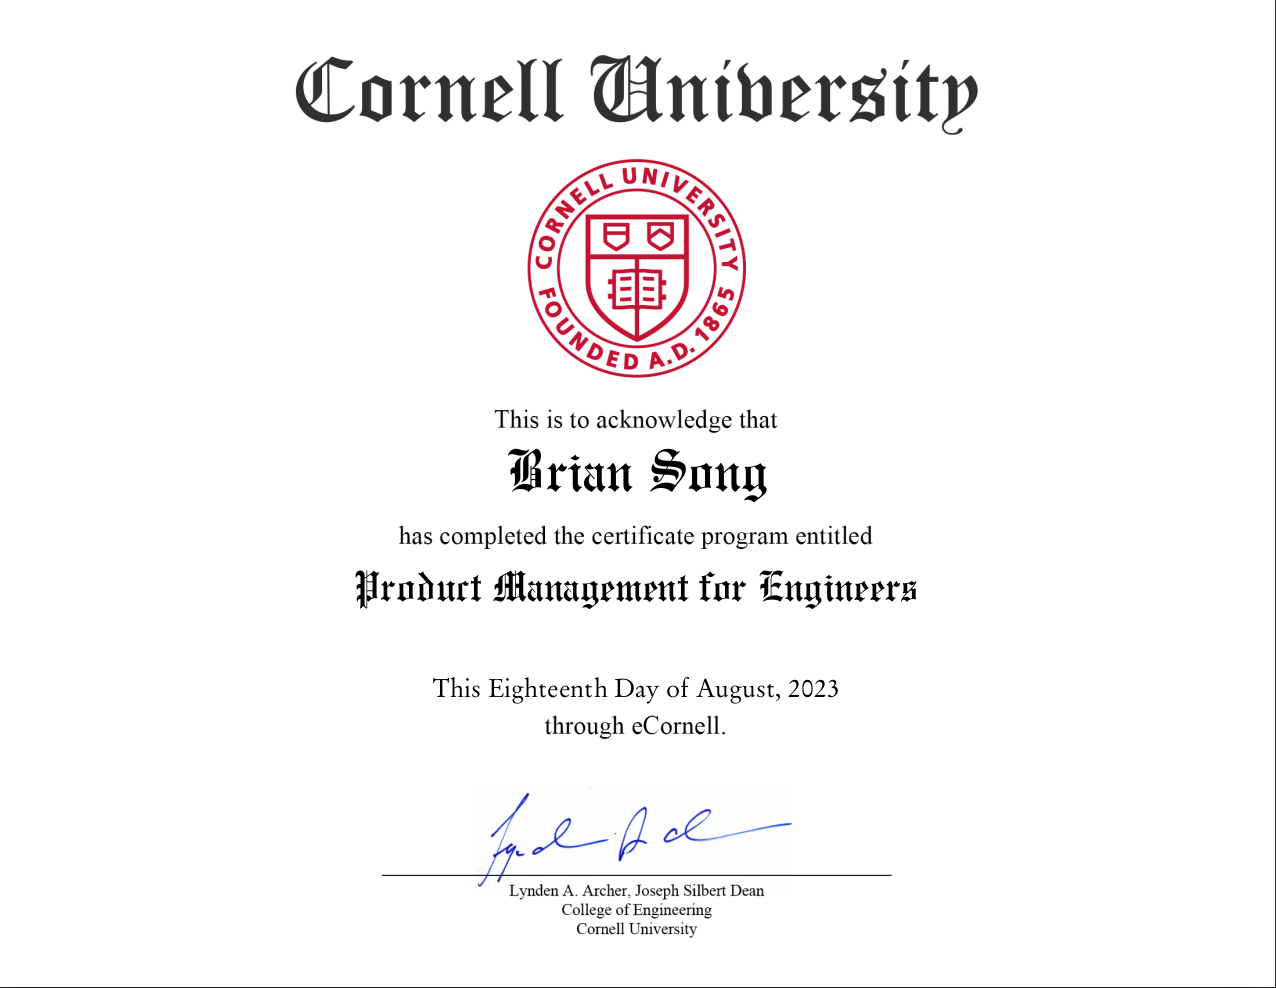 Cornell University
CORNELL UNIVERSITY
FOUNDED A.D. 1865
This is to acknowledge that
Brian Song
has completed the certificate program entitled
Product Management for Engineers
This Eighteenth Day of August, 2023
through eCornell.
Lynden A. Archer, Joseph Silbert Dean
College of Engineering
Cornell University